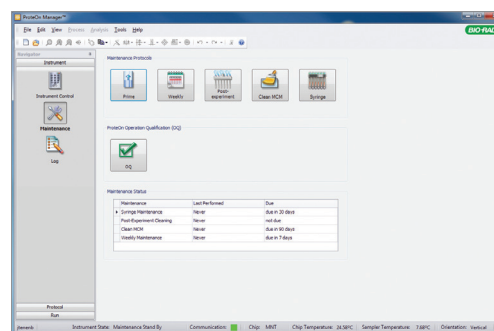 ProteOn Manager™
File Edit View Process Analysis Tools Help
BIO-RAD
Navigation
Instrument
Instrument Control
Maintenance
Log
Protocol
Run
Maintenance Protocols
Prime
Weekly
Post-experiment
Clean MCM
Syringe
ProteOn Operation Qualification (OQ)
OQ
Maintenance Status
Maintenance Last Performed Due
Syringe Maintenance Never due in 20 days
Post-Experiment Cleaning Never not due
Clean MCM Never due in 90 days
Weekly Maintenance Never due in 7 days
Instrument State: Maintenance Stand By Communication: Chip: MNT Chip Temperature: 24.58°C Sampler Temperature: 7.68°C Orientation: Vertical